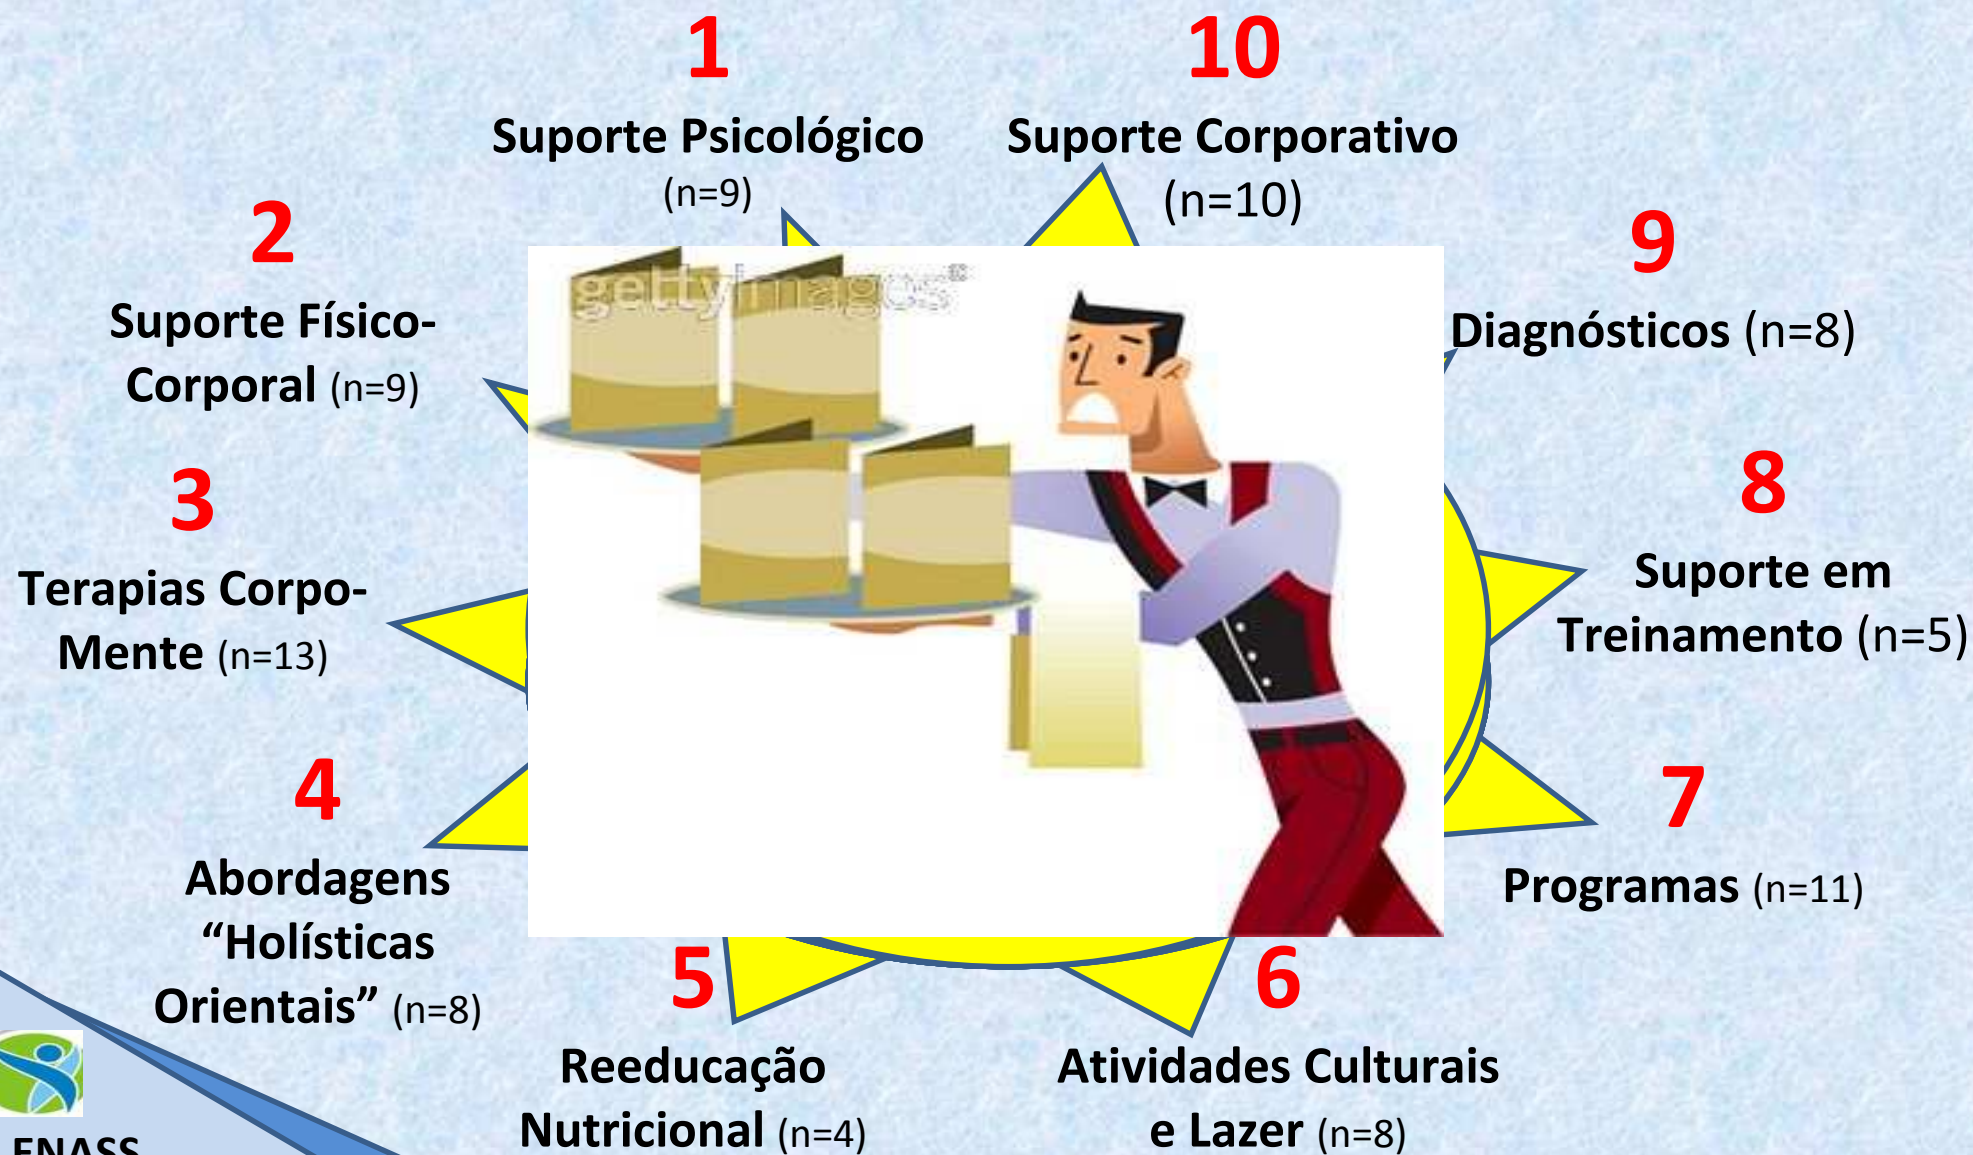 1
Suporte Psicológico
(n=9)
10
Suporte Corporativo
(n=10)
2
Suporte Físico-
Corporal (n=9)
9
Diagnósticos (n=8)
3
Terapias Corpo-
Mente (n=13)
8
Suporte em
Treinamento (n=5)
4
Abordagens
“Holísticas
Orientais” (n=8)
7
Programas (n=11)
5
Reeducação
Nutricional (n=4)
6
Atividades Culturais
e Lazer (n=8)
gettyimages®
ENASS